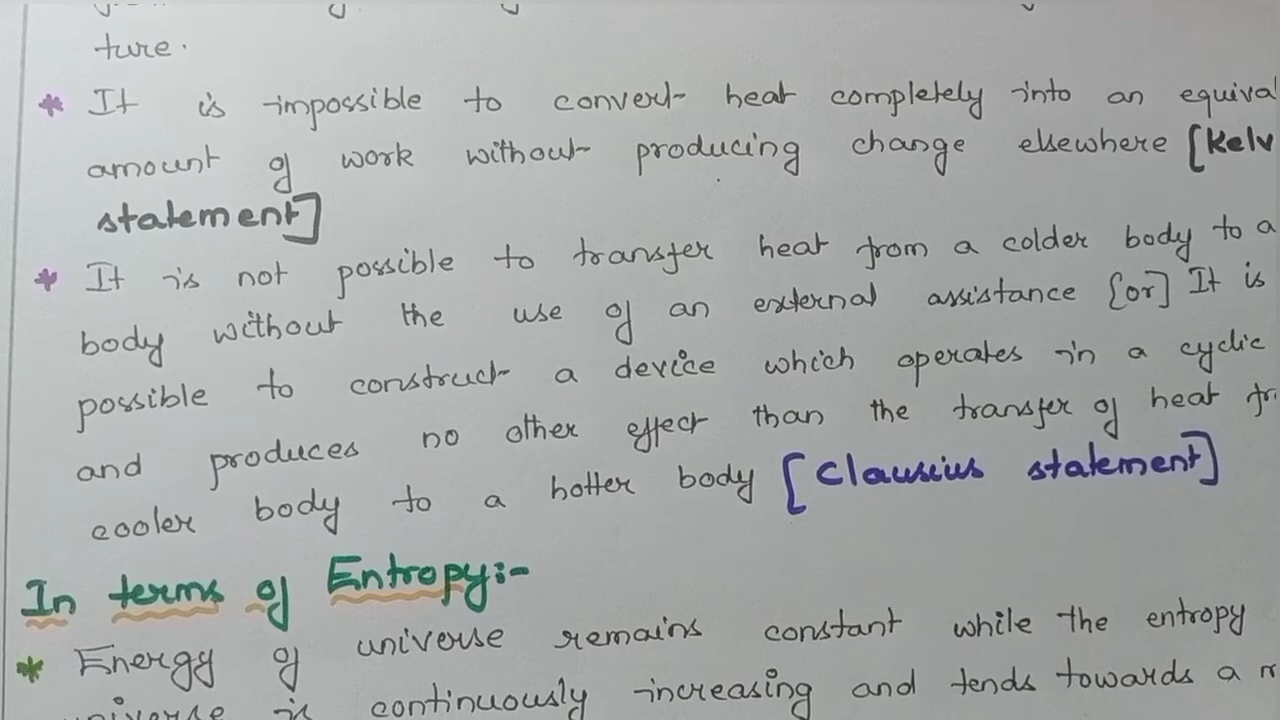 ture.
* It is impossible to convert heat completely into an equiva
amount of work without producing change elsewhere [Kelv
statement]
* It is not possible to transfer heat from a colder body to a
body without the use of an external assistance [or] It is
possible to construct a device which operates in a cyclic
and produces no other effect than the transfer of heat fr
cooler body to a hotter body [Clausius statement]
In terms of Entropy:-
* Energy of universe remains constant while the entropy
universe is continuously increasing and tends towards a m